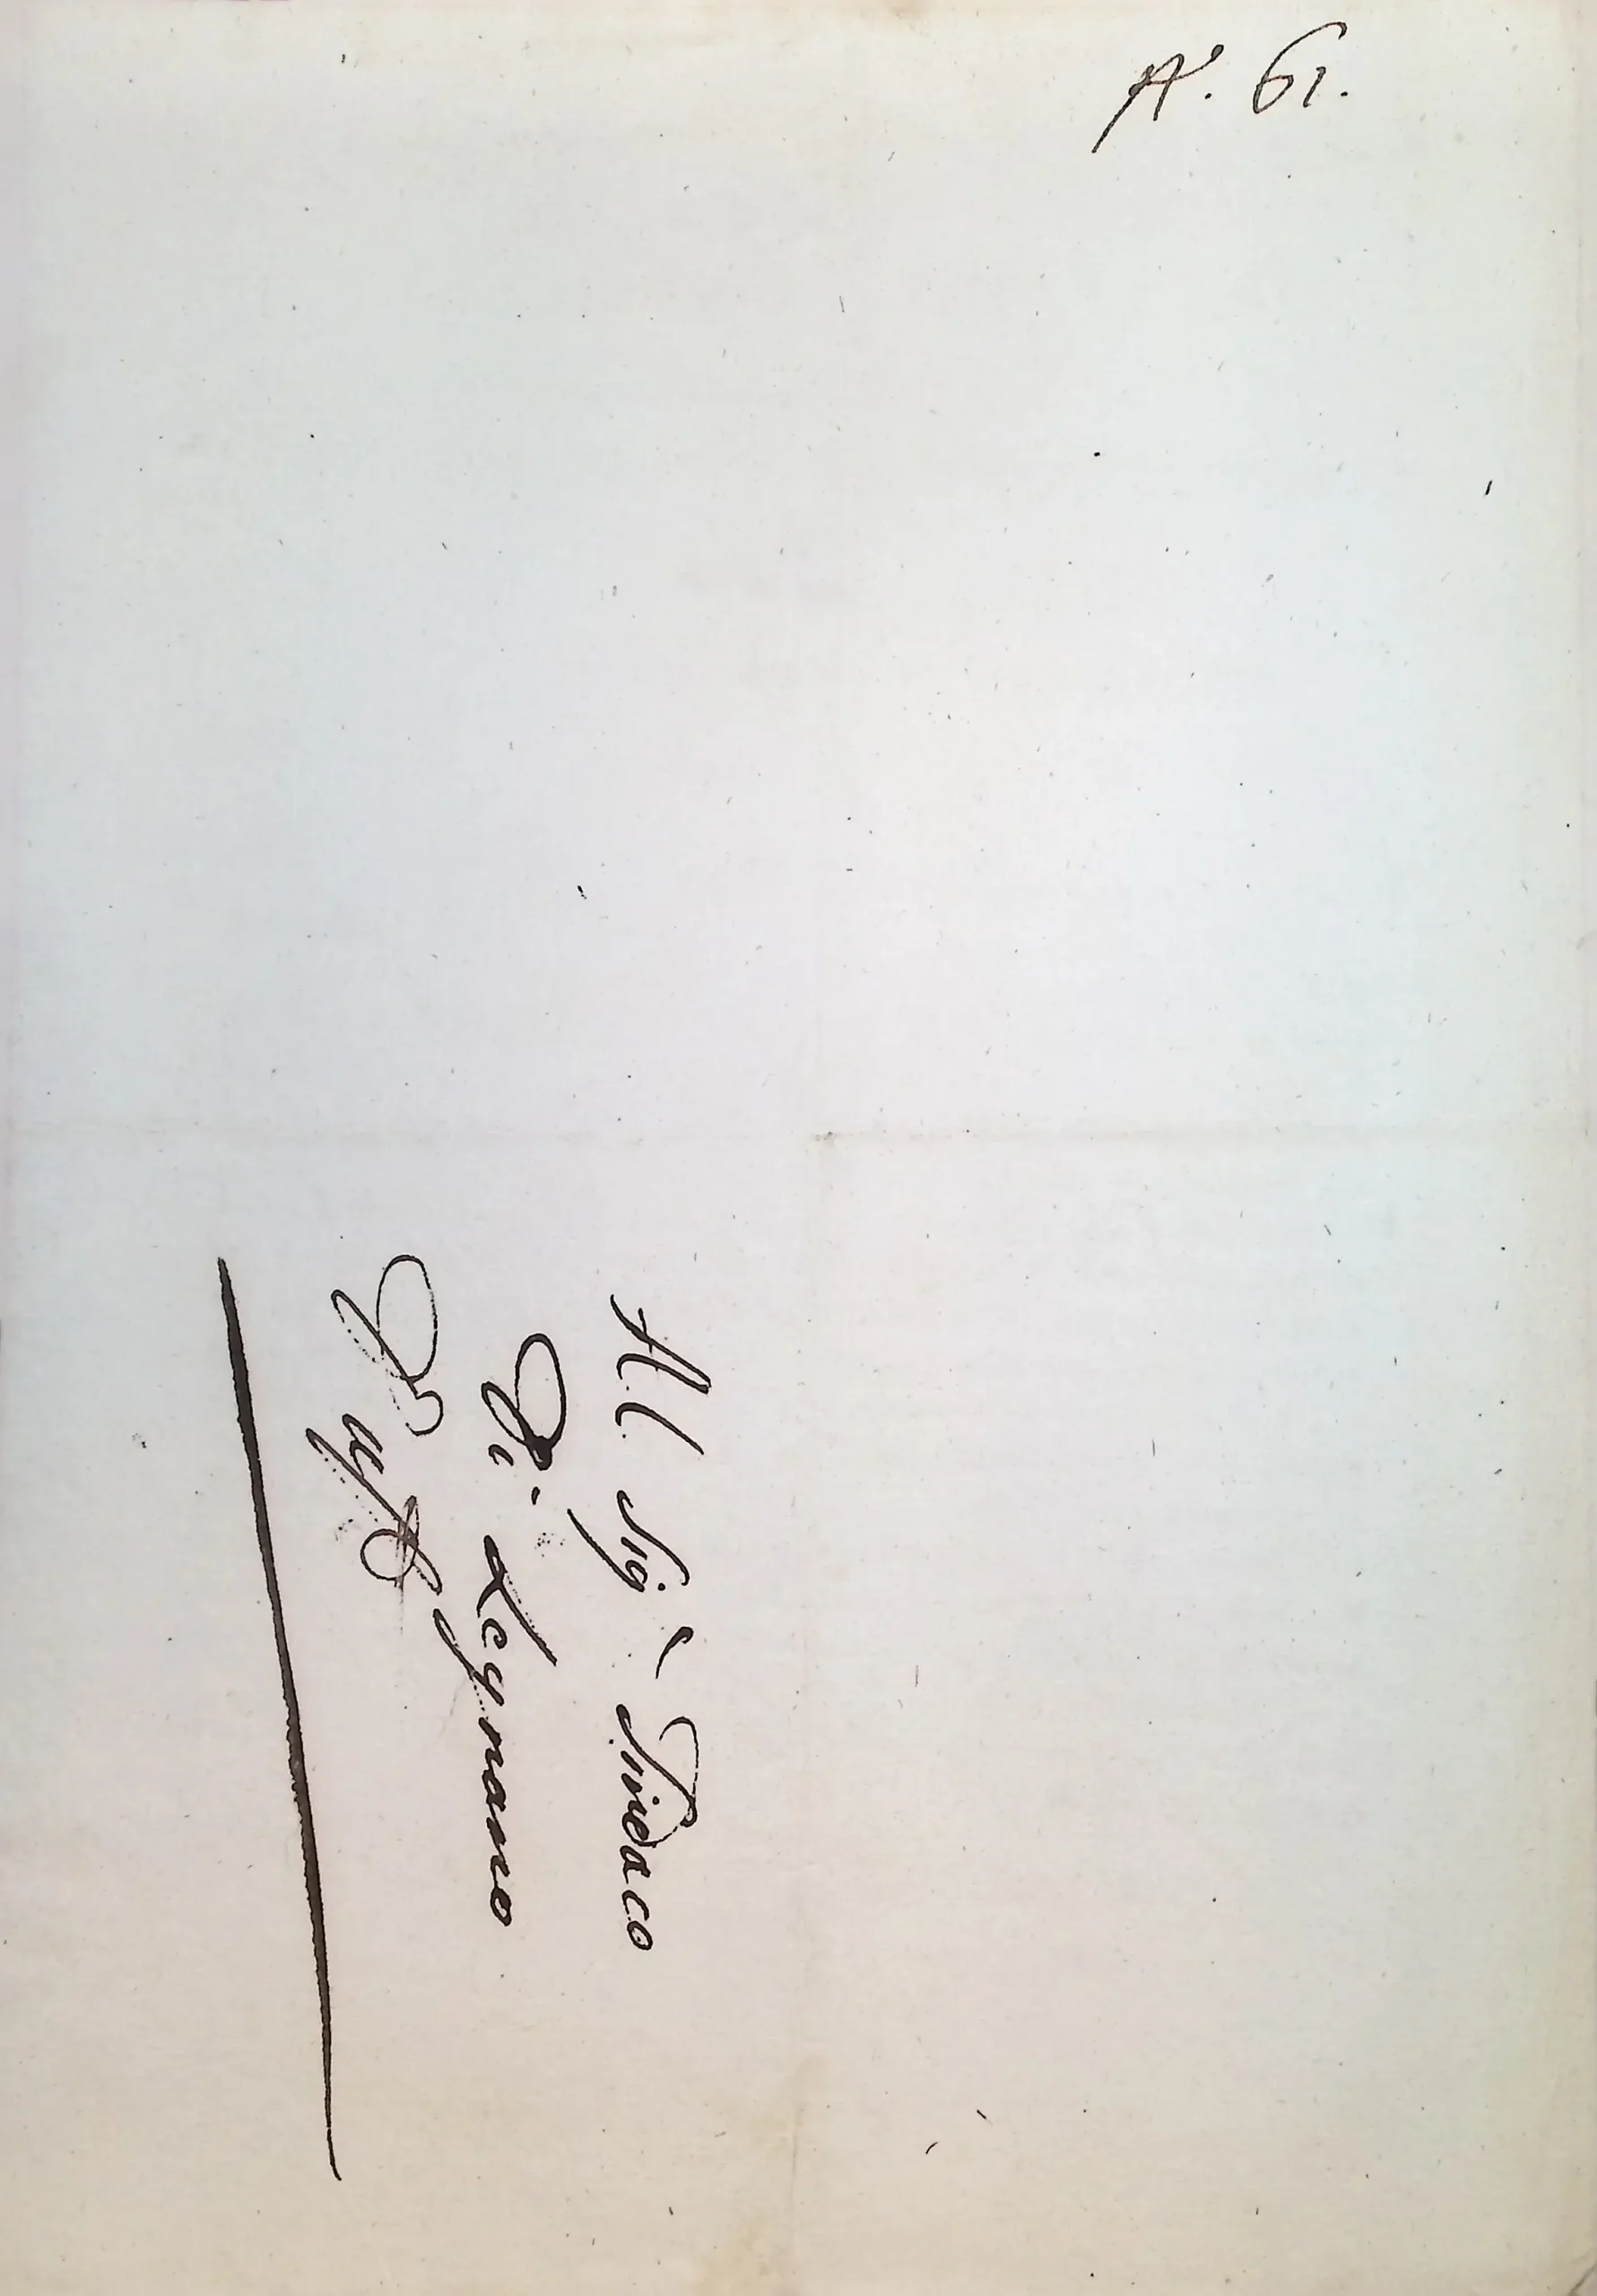 N°. 61.
Al Sig.r Sindaco
Di Legnano